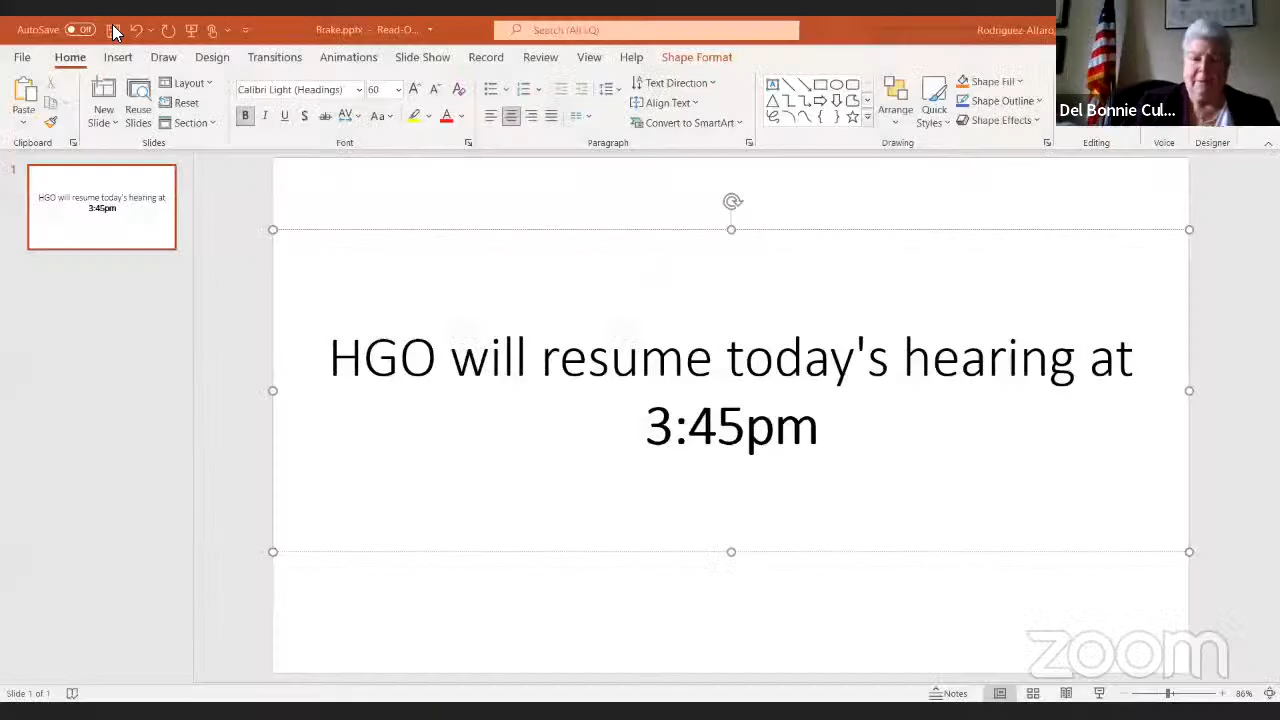 AutoSave Off
Brake.pptx - Read-O...
Search (Alt+Q)
Rodriguez-Alfaro,
File Home Insert Draw Design Transitions Animations Slide Show Record Review View Help Shape Format
Paste
New Slide
Reuse Slides
Layout
Reset
Section
Calibri Light (Headings) 60
Text Direction
Align Text
Convert to SmartArt
Arrange
Quick Styles
Shape Fill
Shape Outline
Shape Effects
Clipboard Slides Font Paragraph Drawing Editing Voice Designer
Del Bonnie Cul...
1
HGO will resume today's hearing at
3:45pm
HGO will resume today's hearing at
3:45pm
zoom
Slide 1 of 1
Notes
86%